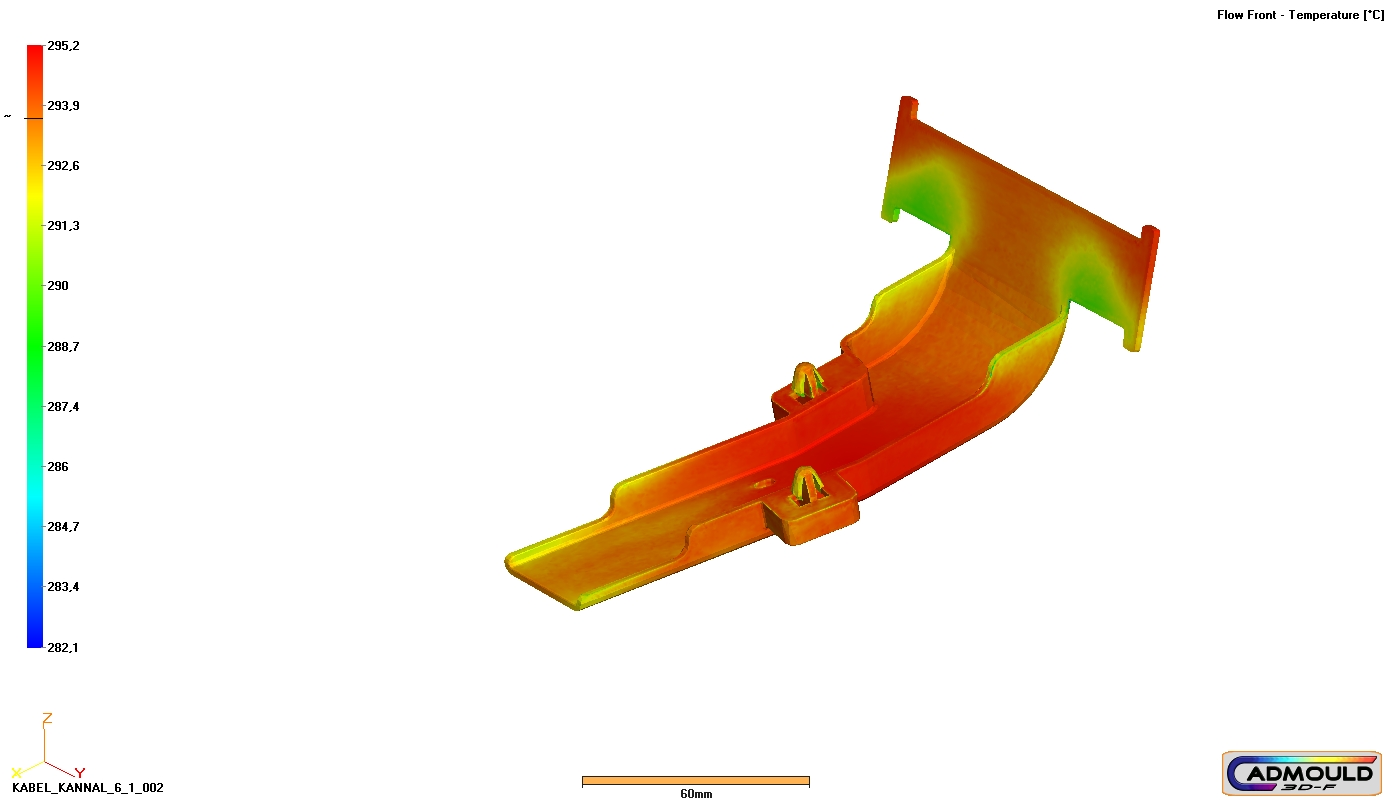 Flow Front - Temperature [°C]
295,2
293,9
~
292,6
291,3
290
288,7
287,4
286
284,7
283,4
282,1
Z
X
Y
KABEL_KANNAL_6_1_002
60mm
CADMOULD
3D-F